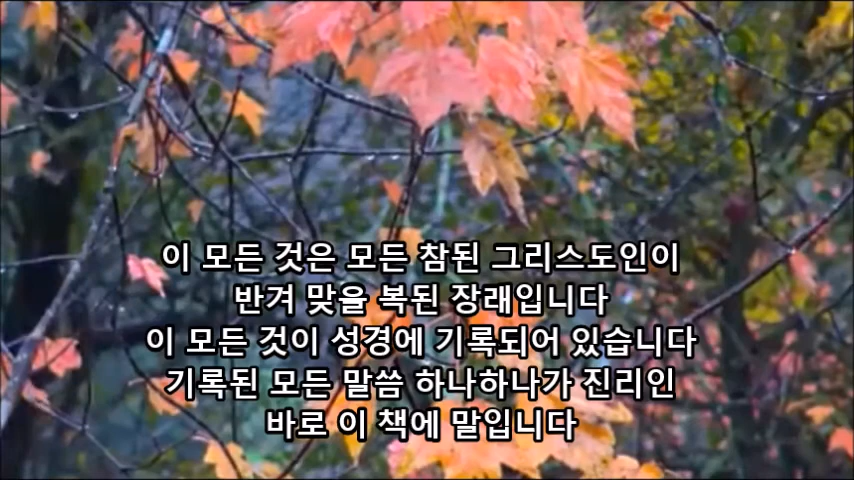 이 모든 것은 모든 참된 그리스도인이
반겨 맞을 복된 장래입니다
이 모든 것이 성경에 기록되어 있습니다
기록된 모든 말씀 하나하나가 진리인
바로 이 책에 말입니다